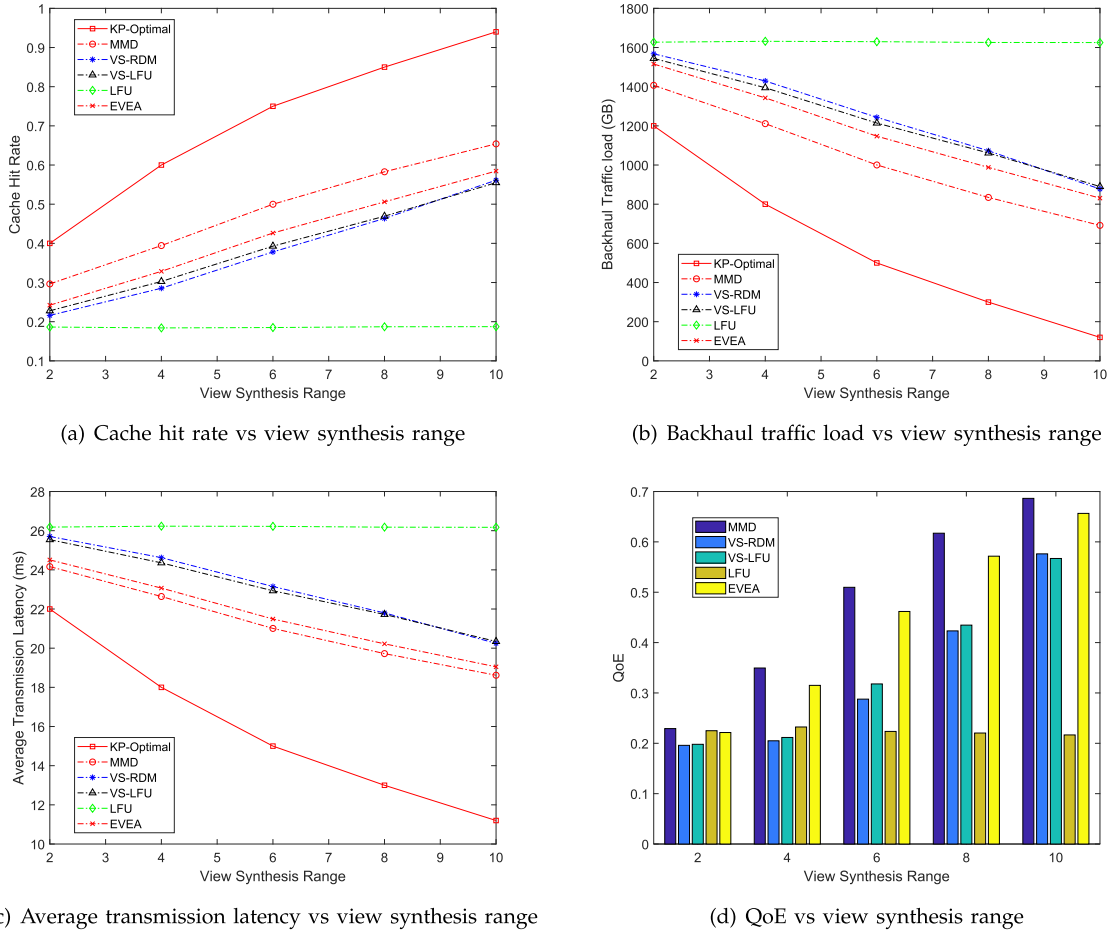 1
0.9
0.8
0.7
0.6
0.5
0.4
0.3
0.2
0.1
Cache Hit Rate
KP-Optimal
MMD
VS-RDM
VS-LFU
LFU
EVEA
2 3 4 5 6 7 8 9 10
View Synthesis Range
(a) Cache hit rate vs view synthesis range
1800
1600
1400
1200
1000
800
600
400
200
0
Backhaul Traffic load (GB)
KP-Optimal
MMD
VS-RDM
VS-LFU
LFU
EVEA
2 3 4 5 6 7 8 9 10
View Synthesis Range
(b) Backhaul traffic load vs view synthesis range
28
26
24
22
20
18
16
14
12
10
Average Transmission Latency (ms)
KP-Optimal
MMD
VS-RDM
VS-LFU
LFU
EVEA
2 3 4 5 6 7 8 9 10
View Synthesis Range
) Average transmission latency vs view synthesis range
0.7
0.6
0.5
0.4
0.3
0.2
0.1
0
QoE
MMD
VS-RDM
VS-LFU
LFU
EVEA
2 4 6 8 10
View Synthesis Range
(d) QoE vs view synthesis range